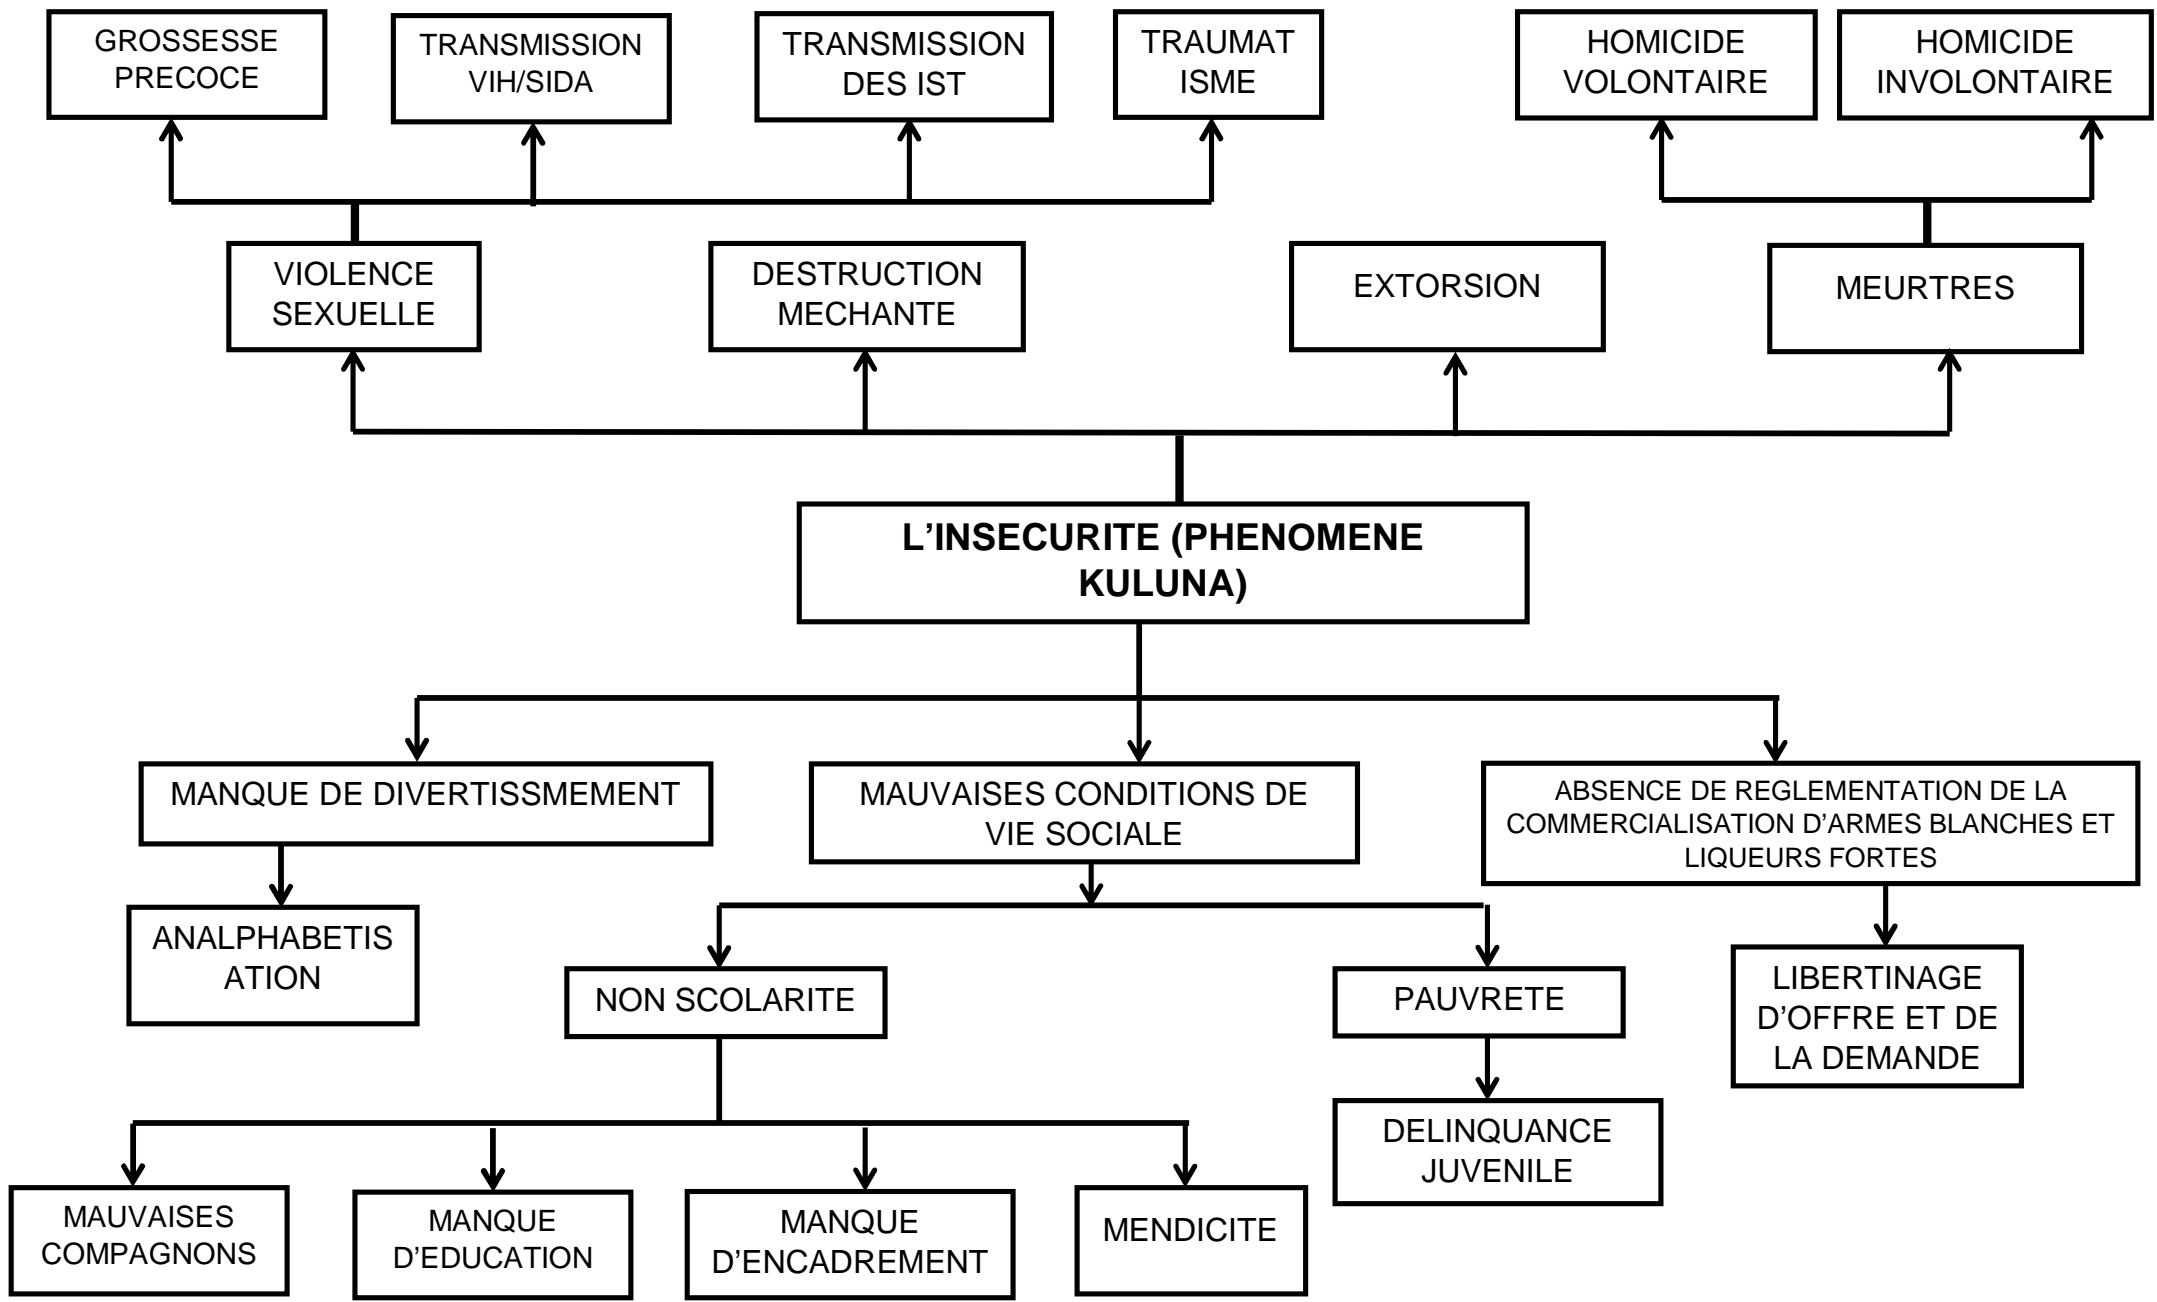 GROSSESSE
PRECOCE
TRANSMISSION
VIH/SIDA
TRANSMISSION
DES IST
TRAUMAT
ISME
HOMICIDE
VOLONTAIRE
HOMICIDE
INVOLONTAIRE
VIOLENCE
SEXUELLE
DESTRUCTION
MECHANTE
EXTORSION
MEURTRES
L’INSECURITE (PHENOMENE
KULUNA)
MANQUE DE DIVERTISSMEMENT
MAUVAISES CONDITIONS DE
VIE SOCIALE
ABSENCE DE REGLEMENTATION DE LA
COMMERCIALISATION D’ARMES BLANCHES ET
LIQUEURS FORTES
ANALPHABETIS
ATION
NON SCOLARITE
PAUVRETE
LIBERTINAGE
D’OFFRE ET DE
LA DEMANDE
DELINQUANCE
JUVENILE
MAUVAISES
COMPAGNONS
MANQUE
D’EDUCATION
MANQUE
D’ENCADREMENT
MENDICITE